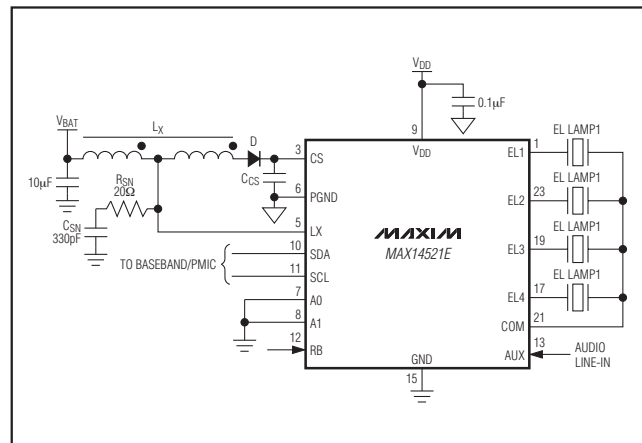 VDD
0.1µF
VBAT
LX
D
10µF
RSN
20Ω
CSN
330pF
CCS
3
CS
6
PGND
5
LX
10
SDA
TO BASEBAND/PMIC
11
SCL
7
A0
8
A1
12
RB
9
VDD
MAXIM
MAX14521E
GND
15
EL1
1
EL LAMP1
EL2
23
EL LAMP1
EL3
19
EL LAMP1
EL4
17
EL LAMP1
COM
21
AUX
13
AUDIO
LINE-IN